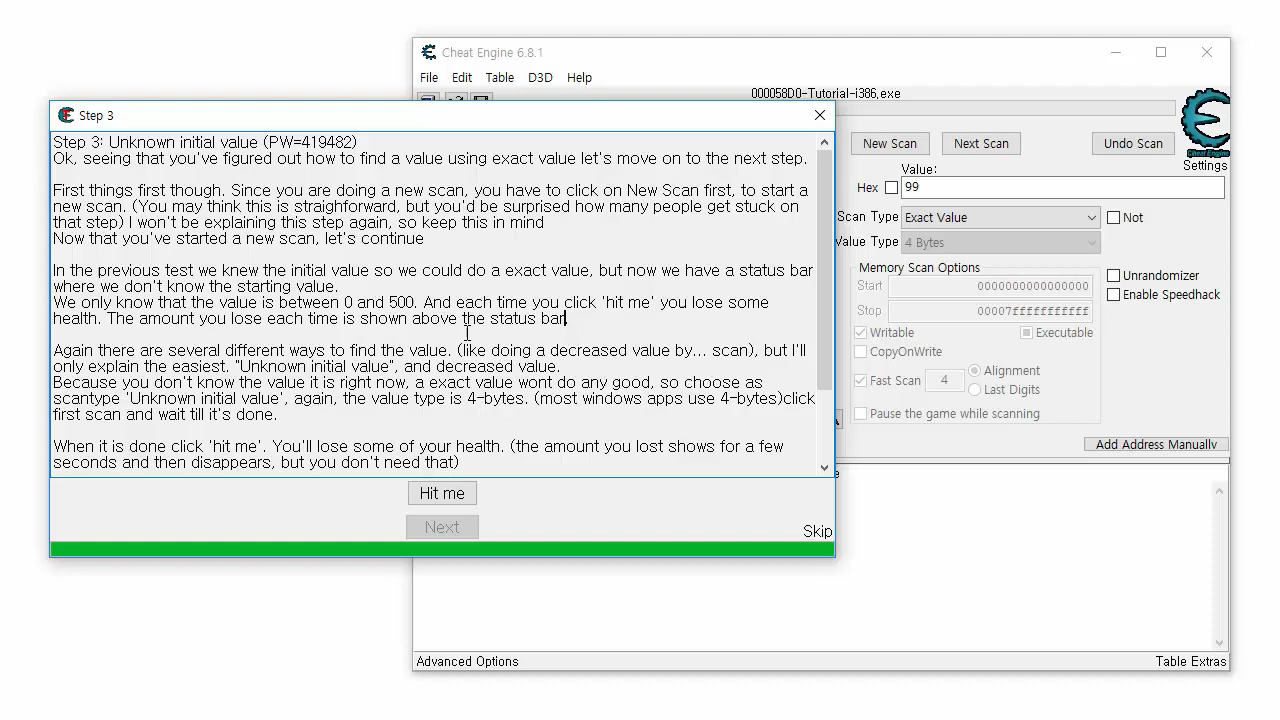 Cheat Engine 6.8.1
File Edit Table D3D Help
000058D0-Tutorial-i386.exe
Step 3
Step 3: Unknown initial value (PW=419482)
Ok, seeing that you've figured out how to find a value using exact value let's move on to the next step.
First things first though. Since you are doing a new scan, you have to click on New Scan first, to start a
new scan. (You may think this is straighforward, but you'd be suprised how many people get stuck on
that step) I won't be explaining this step again, so keep this in mind
Now that you've started a new scan, let's continue
In the previous test we knew the initial value so we could do a exact value, but now we have a status bar
where we don't know the starting value.
We only know that the value is between 0 and 500. And each time you click 'hit me' you lose some
health. The amount you lose each time is shown above the status bar.
Again there are several different ways to find the value. (like doing a decreased value by... scan), but I'll
only explain the easiest. "Unknown initial value", and decreased value.
Because you don't know the value it is right now, a exact value wont do any good, so choose as
scantype 'Unknown initial value', again, the value type is 4-bytes. (most windows apps use 4-bytes)click
first scan and wait till it's done.
When it is done click 'hit me'. You'll lose some of your health. (the amount you lost shows for a few
seconds and then disappears, but you don't need that)
Hit me
Next
Skip
New Scan Next Scan Undo Scan
Settings
Value:
Hex 99
Scan Type Exact Value Not
Value Type 4 Bytes
Memory Scan Options
Start 0000000000000000
Stop 00007fffffffffff
Writable Executable
CopyOnWrite
Fast Scan 4 Alignment
Last Digits
Pause the game while scanning
Unrandomizer
Enable Speedhack
Add Address Manually
Advanced Options Table Extras